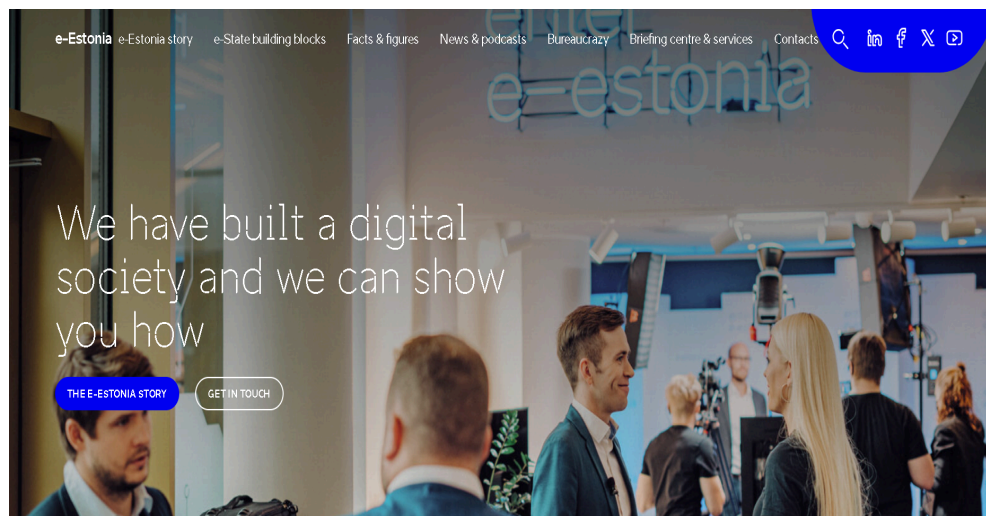 enter
e-estonia
e-Estonia e-Estonia story e-State building blocks Facts & figures News & podcasts Bureaucrazy Briefing centre & services Contacts
We have built a digital
society and we can show
you how
THE E-ESTONIA STORY GET IN TOUCH